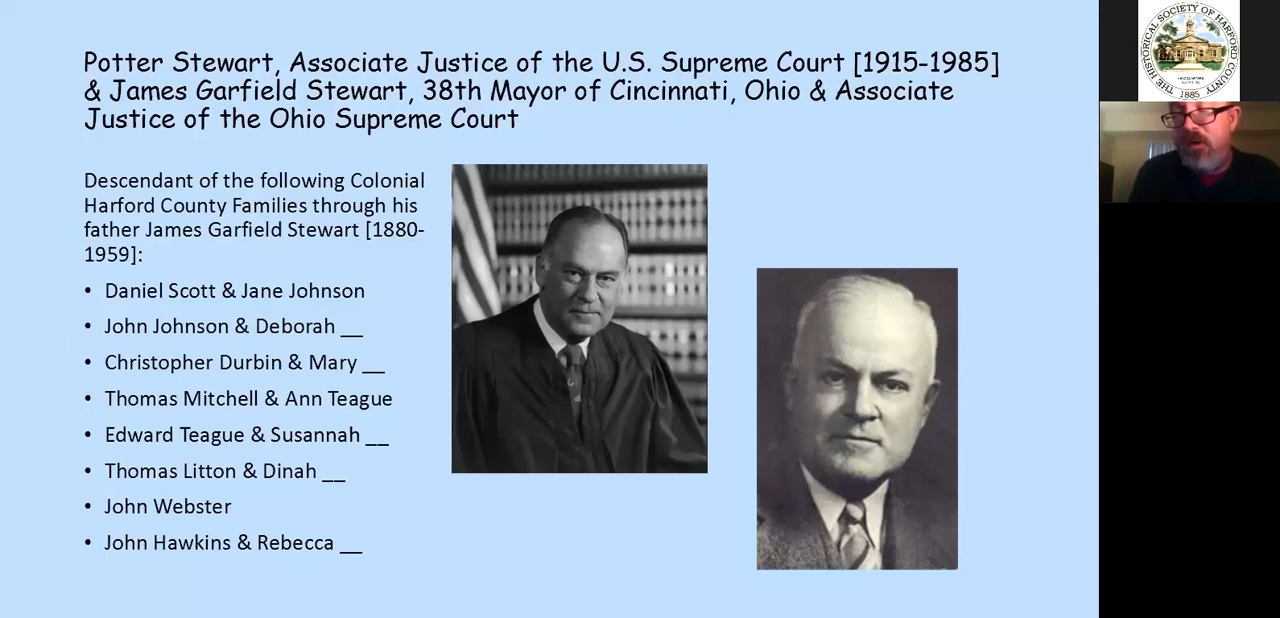 Potter Stewart, Associate Justice of the U.S. Supreme Court [1915-1985]
& James Garfield Stewart, 38th Mayor of Cincinnati, Ohio & Associate
Justice of the Ohio Supreme Court
Descendant of the following Colonial
Harford County Families through his
father James Garfield Stewart [1880-
1959]:
• Daniel Scott & Jane Johnson
• John Johnson & Deborah __
• Christopher Durbin & Mary __
• Thomas Mitchell & Ann Teague
• Edward Teague & Susannah __
• Thomas Litton & Dinah __
• John Webster
• John Hawkins & Rebecca __
THE HISTORICAL SOCIETY OF HARFORD COUNTY
1885